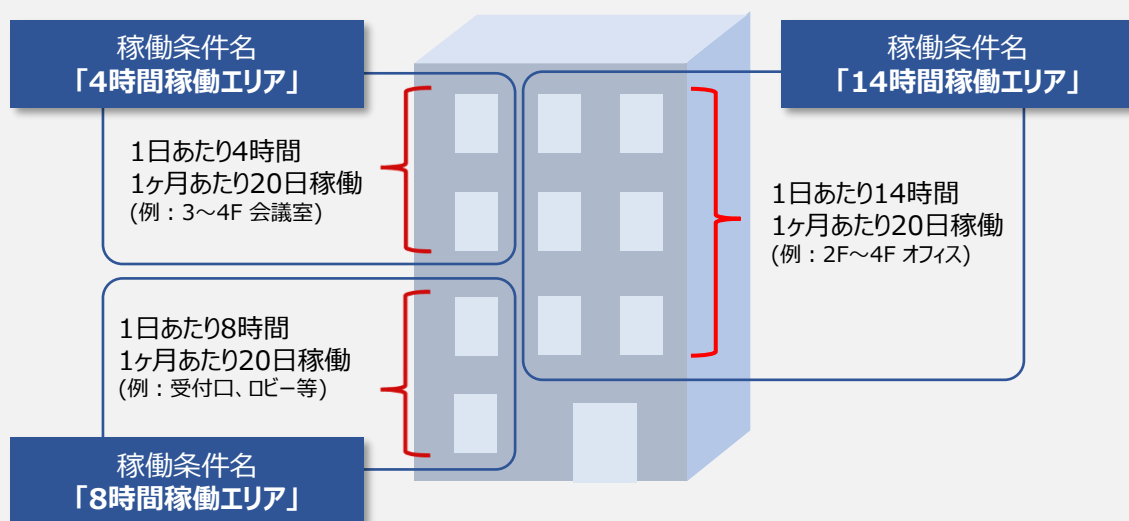 稼働条件名
「4時間稼働エリア」
1日あたり4時間
1ヶ月あたり20日稼働
(例：3～4F 会議室)
稼働条件名
「14時間稼働エリア」
1日あたり14時間
1ヶ月あたり20日稼働
(例：2F～4F オフィス)
1日あたり8時間
1ヶ月あたり20日稼働
(例：受付口、ロビー等)
稼働条件名
「8時間稼働エリア」